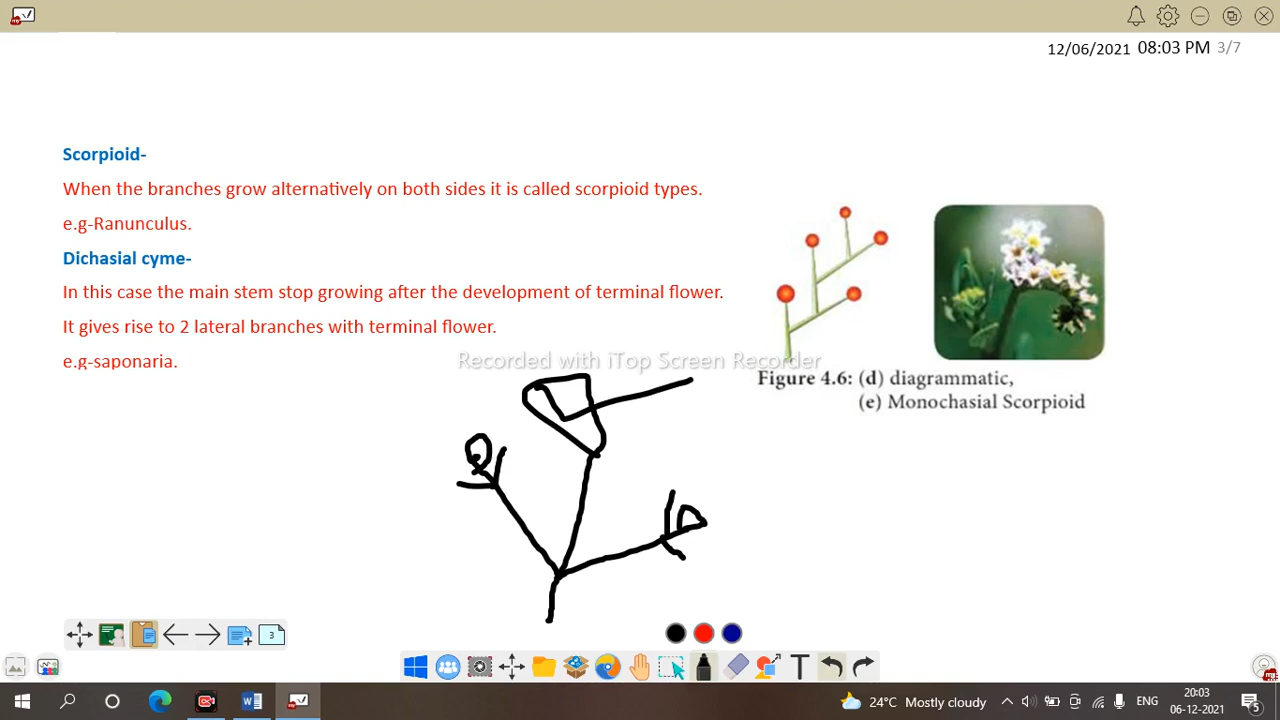 12/06/2021 08:03 PM 3/7
Scorpioid-
When the branches grow alternatively on both sides it is called scorpioid types.
e.g-Ranunculus.
Dichasial cyme-
In this case the main stem stop growing after the development of terminal flower.
It gives rise to 2 lateral branches with terminal flower.
e.g-saponaria.
Recorded with iTop Screen Recorder
Figure 4.6: (d) diagrammatic,
(e) Monochasial Scorpioid
3
T
24°C Mostly cloudy
ENG
20:03
06-12-2021
5